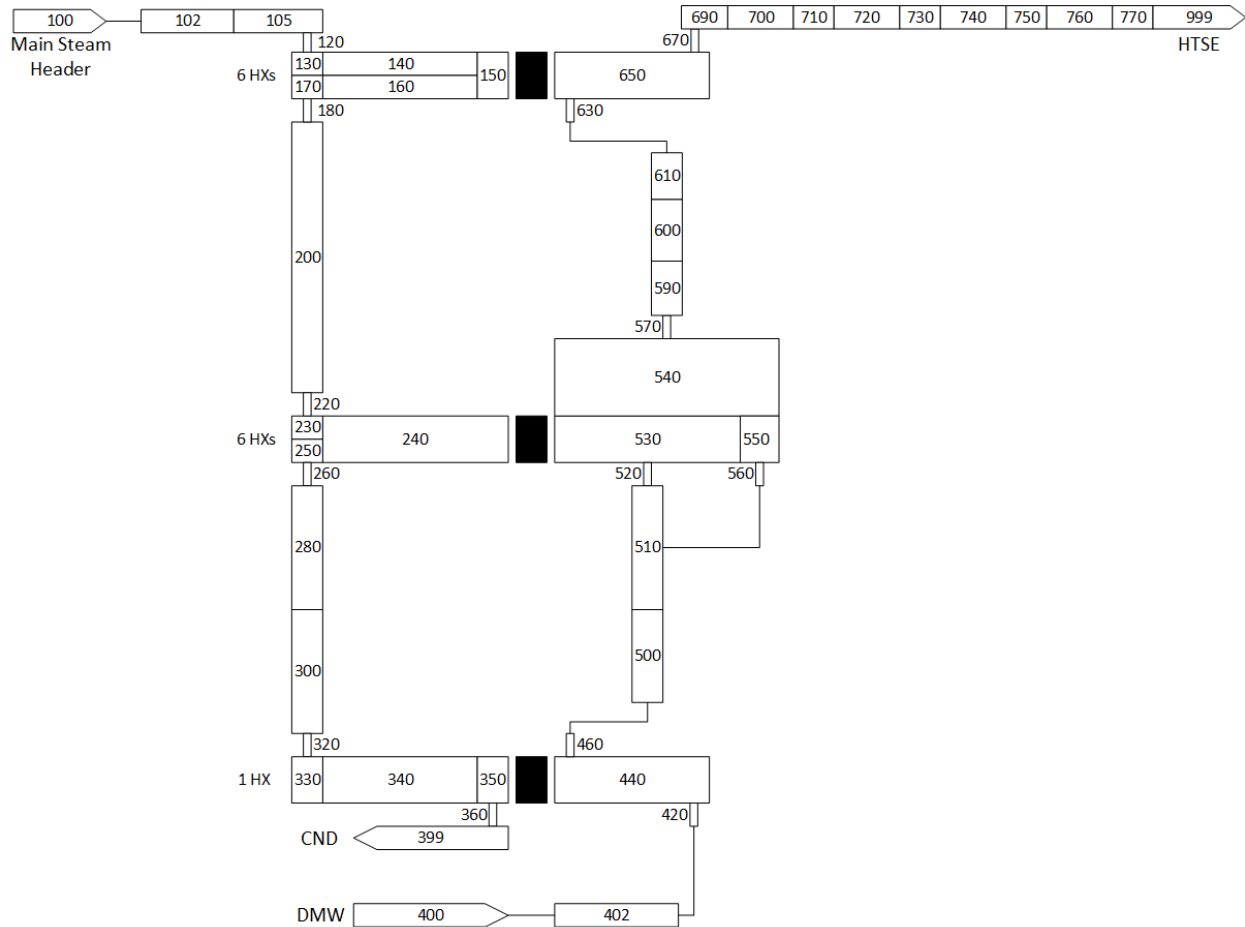 100 102 105 690 700 710 720 730 740 750 760 770 999
Main Steam
Header
120 670 HTSE
6 HXs 130 140 150 650
170 160
180 630
610
200 600
590
570
540
220
6 HXs 230 240 530 550
250
260 520 560
280 510
300 500
320 460
1 HX 330 340 350 440
360 420
CND 399
DMW 400 402